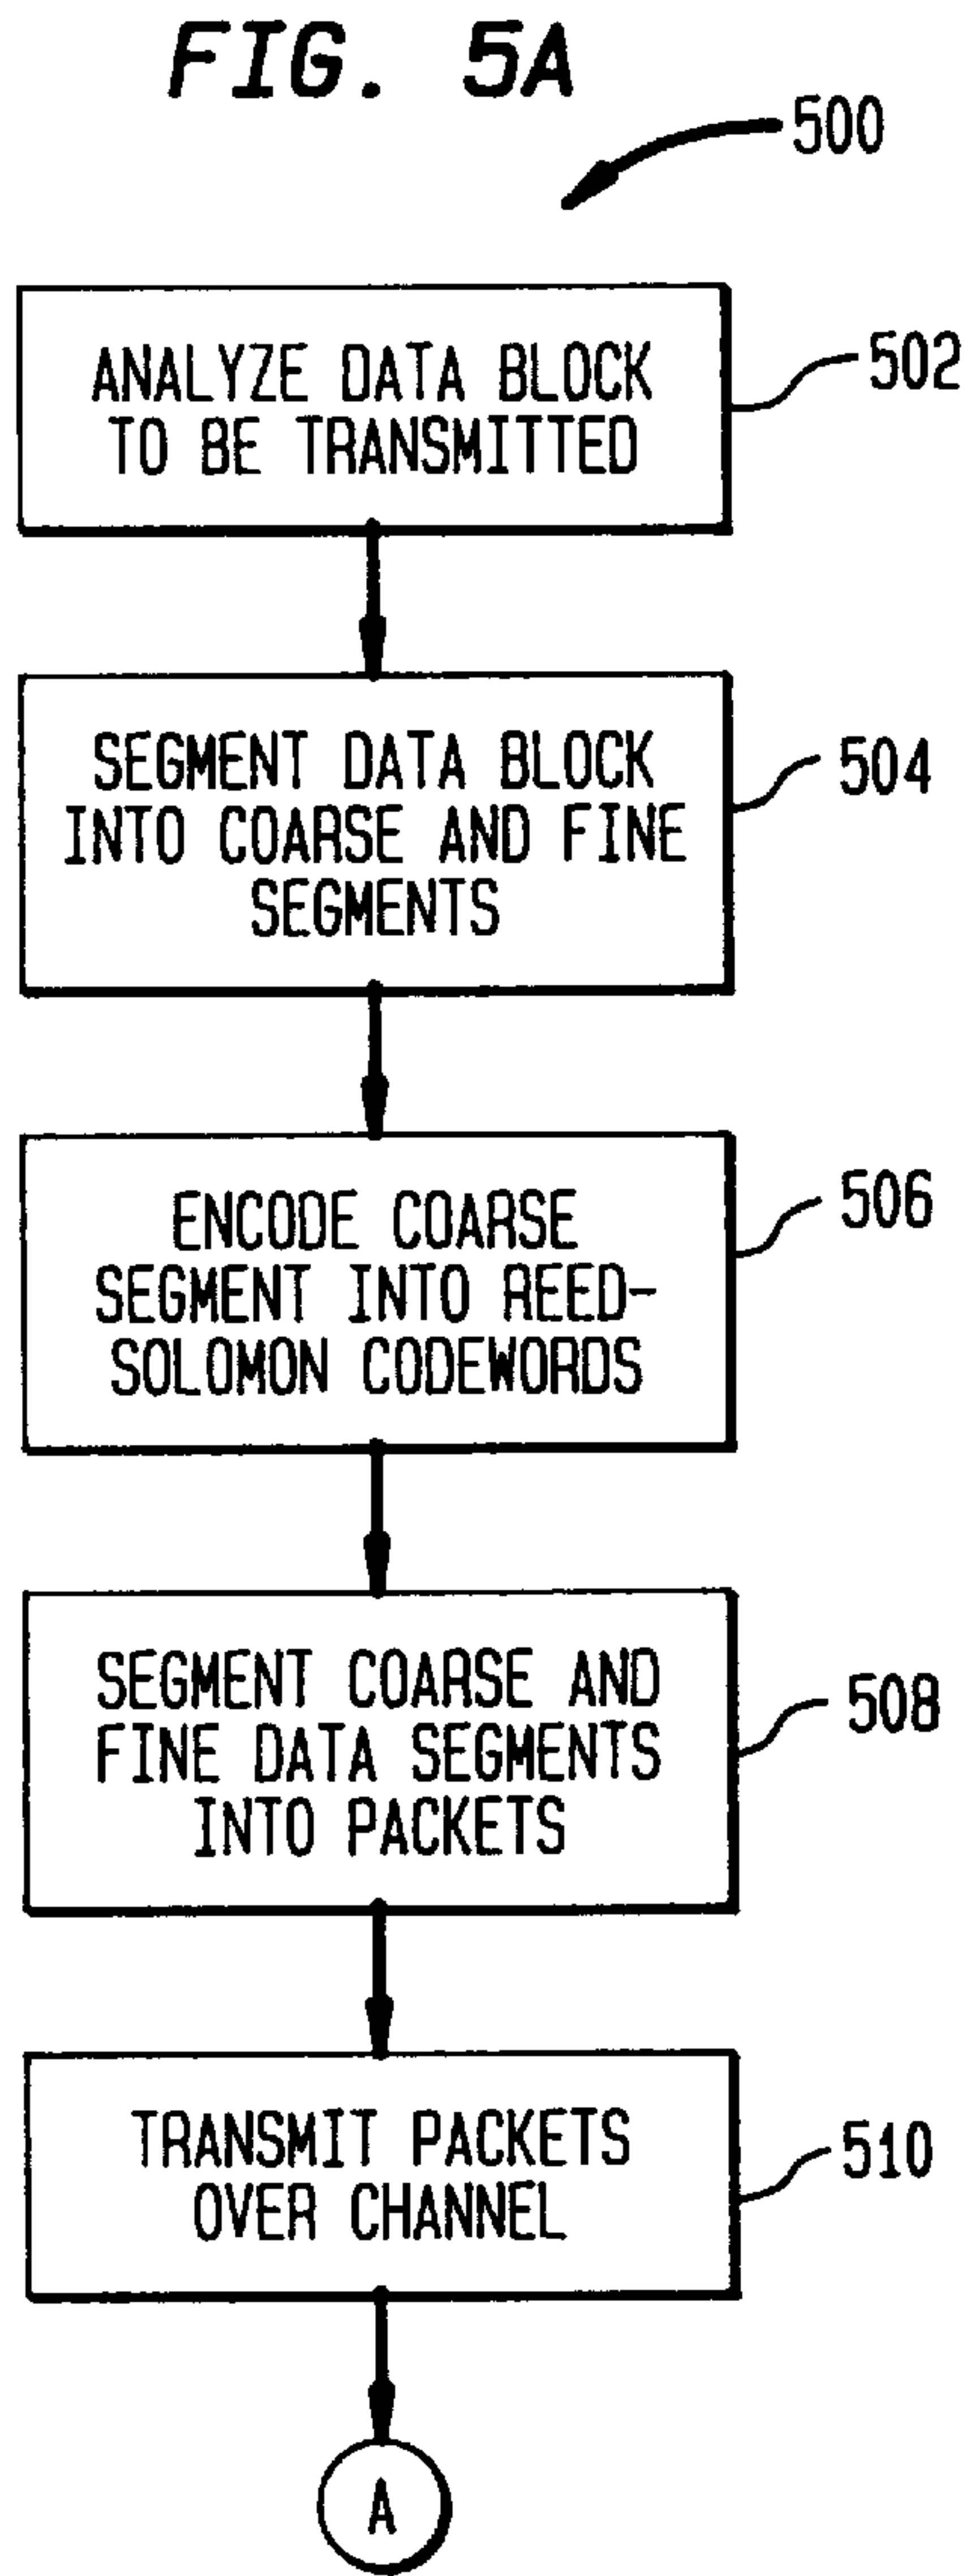 FIG. 5A
500
ANALYZE DATA BLOCK
TO BE TRANSMITTED
502
SEGMENT DATA BLOCK
INTO COARSE AND FINE
SEGMENTS
504
ENCODE COARSE
SEGMENT INTO REED-
SOLOMON CODEWORDS
506
SEGMENT COARSE AND
FINE DATA SEGMENTS
INTO PACKETS
508
TRANSMIT PACKETS
OVER CHANNEL
510
A